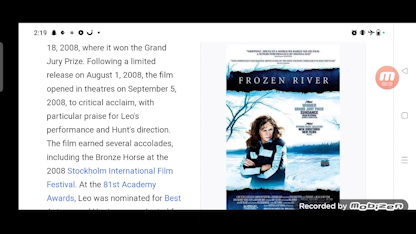 2:19
18, 2008, where it won the Grand
Jury Prize. Following a limited
release on August 1, 2008, the film
opened in theatres on September 5,
2008, to critical acclaim, with
particular praise for Leo's
performance and Hunt's direction.
The film earned several accolades,
including the Bronze Horse at the
2008 Stockholm International Film
Festival. At the 81st Academy
Awards, Leo was nominated for Best
FROZEN RIVER
Recorded by mobizen